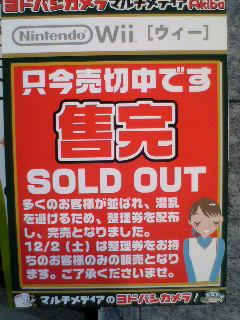 ヨドバシカメラマルチメディアAkiba
Nintendo Wii [ウィー]
只今売切中です
售完
SOLD OUT
多くのお客様が並ばれ、混乱
を避けるため、整理券を配布
し、完売となりました。
12/2(土)は整理券をお持
ちのお客様のみの販売となり
ます。ご了承くださいませ。
マルチメディアのヨドバシカメラ!